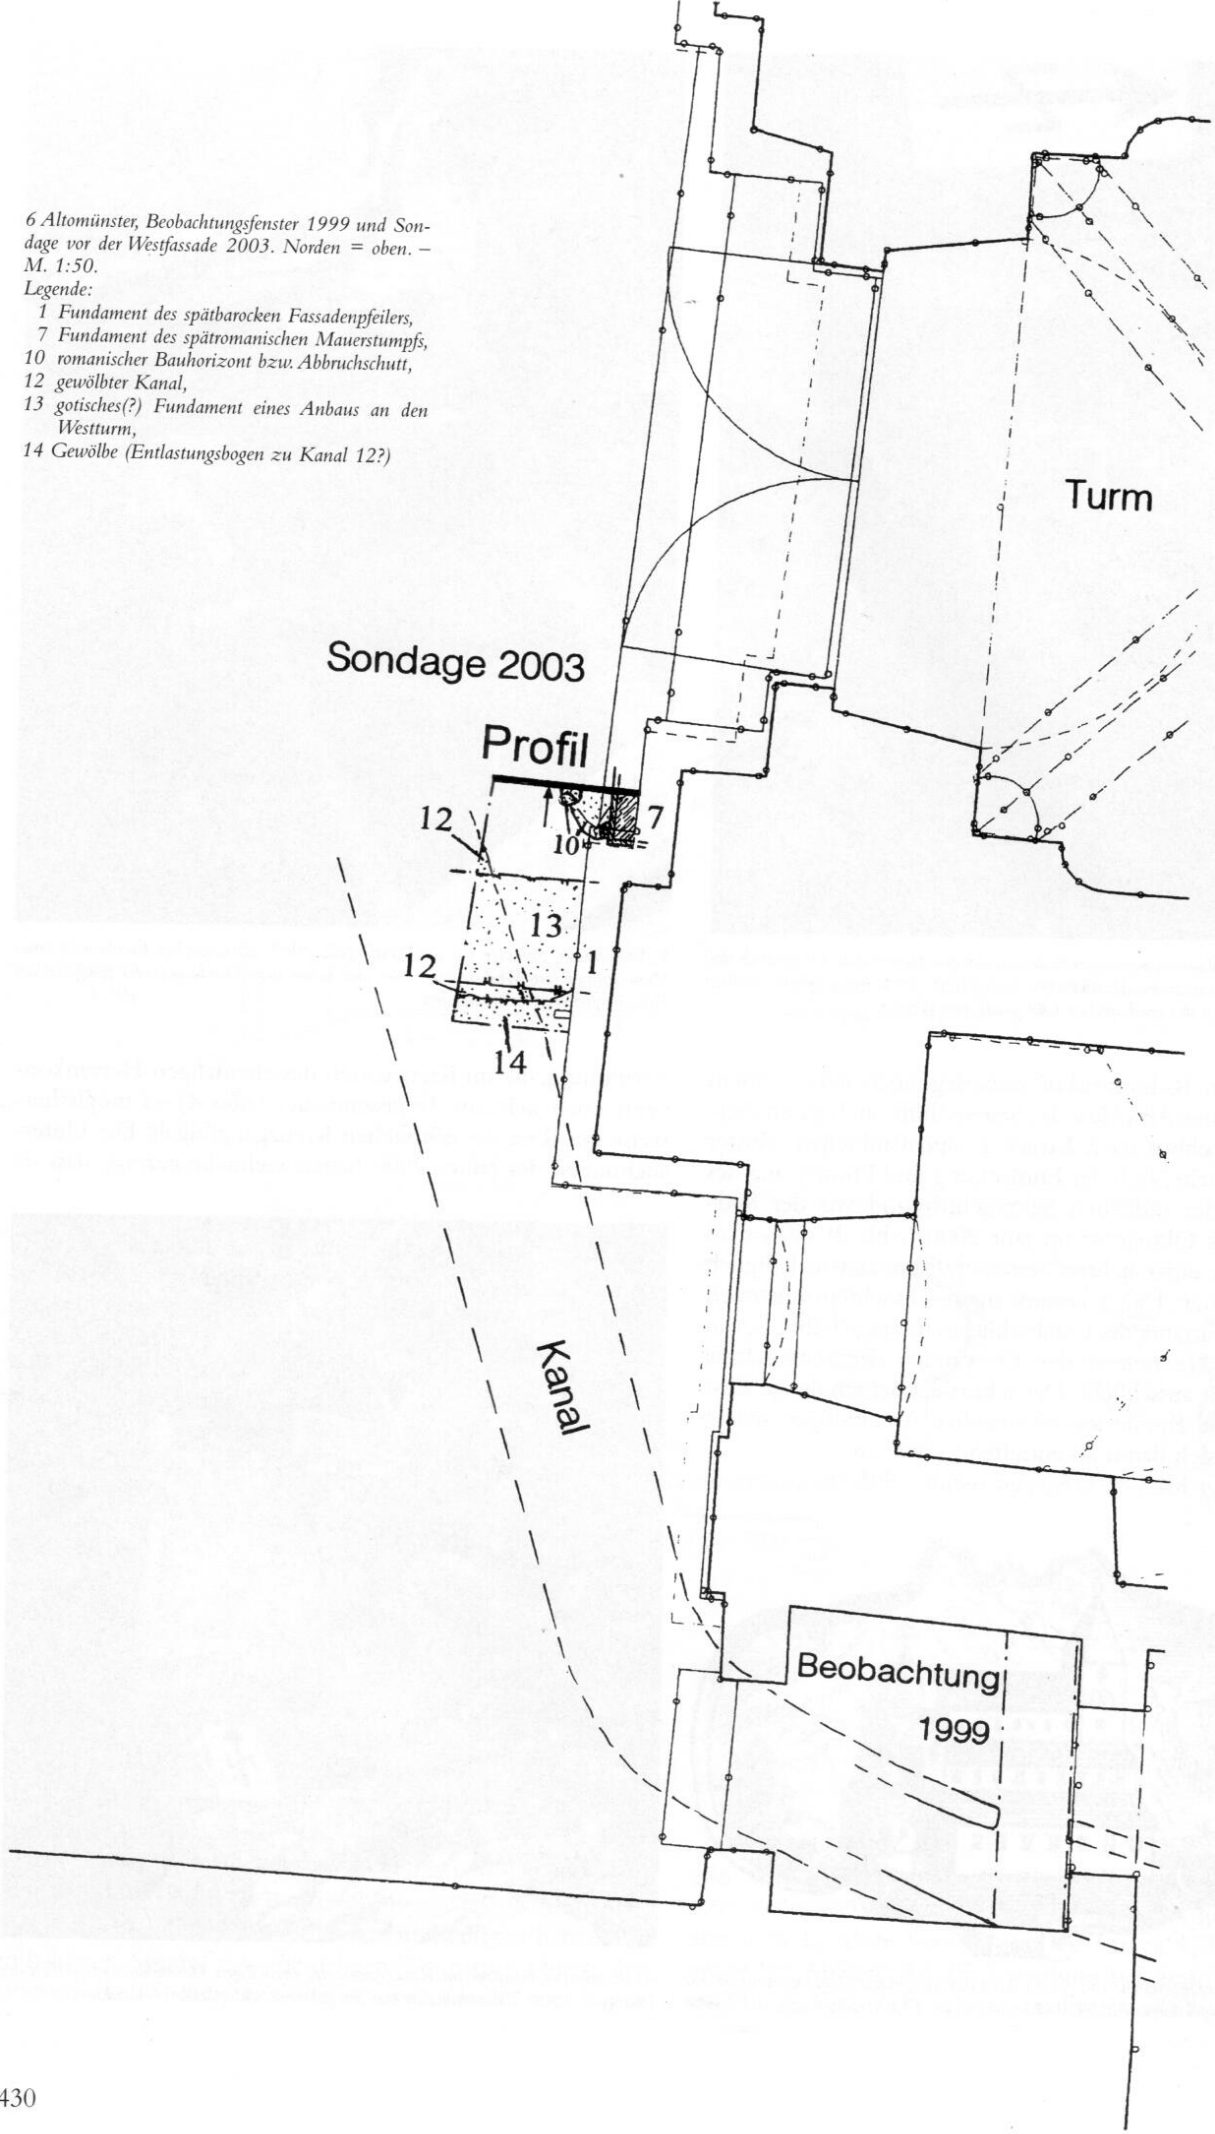 6 Altomünster, Beobachtungsfenster 1999 und Son-
dage vor der Westfassade 2003. Norden = oben. –
M. 1:50.
Legende:
1 Fundament des spätbarocken Fassadenpfeilers,
7 Fundament des spätromanischen Mauerstumpfs,
10 romanischer Bauhorizont bzw. Abbruchschutt,
12 gewölbter Kanal,
13 gotisches(?) Fundament eines Anbaus an den
Westturm,
14 Gewölbe (Entlastungsbogen zu Kanal 12?)
Turm
Sondage 2003
Profil
12
7
10
13
12
1
14
Kanal
Beobachtung
1999
430